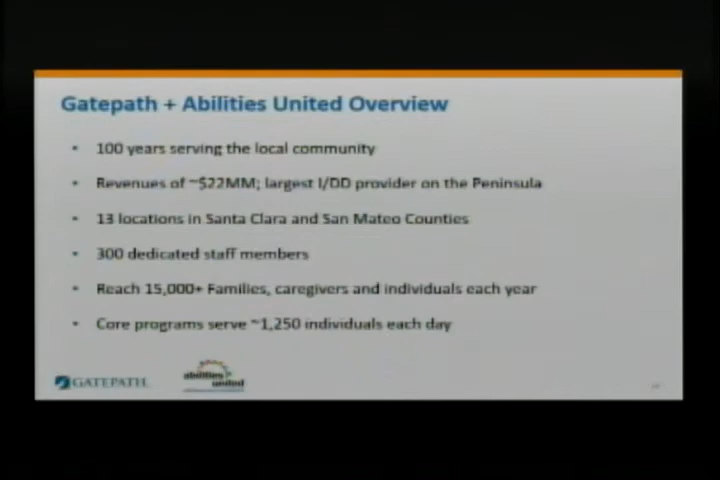 Gatepath + Abilities United Overview
• 100 years serving the local community
• Revenues of ~$22MM; largest I/DD provider on the Peninsula
• 13 locations in Santa Clara and San Mateo Counties
• 300 dedicated staff members
• Reach 15,000+ Families, caregivers and individuals each year
• Core programs serve ~1,250 individuals each day
GATEPATH
abilities
united